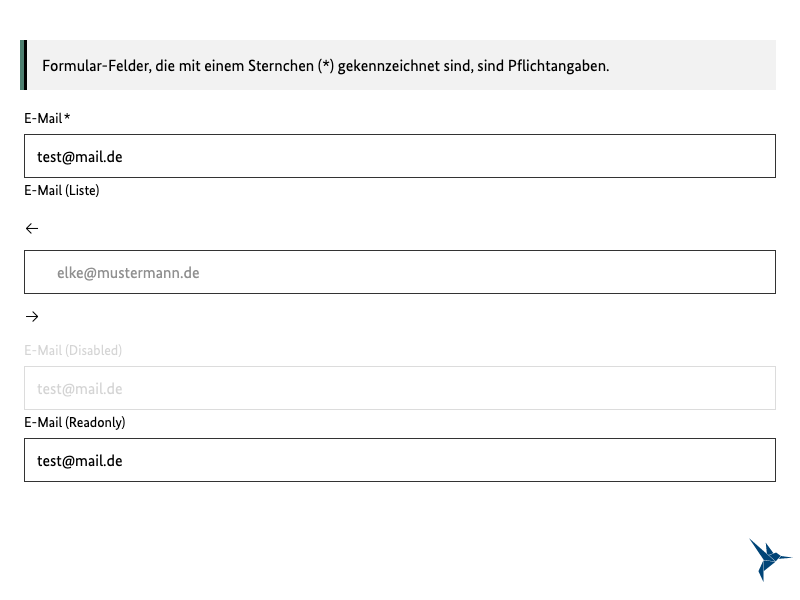 Formular-Felder, die mit einem Sternchen (*) gekennzeichnet sind, sind Pflichtangaben.
E-Mail*
test@mail.de
E-Mail (Liste)
←
elke@mustermann.de
→
E-Mail (Disabled)
test@mail.de
E-Mail (Readonly)
test@mail.de